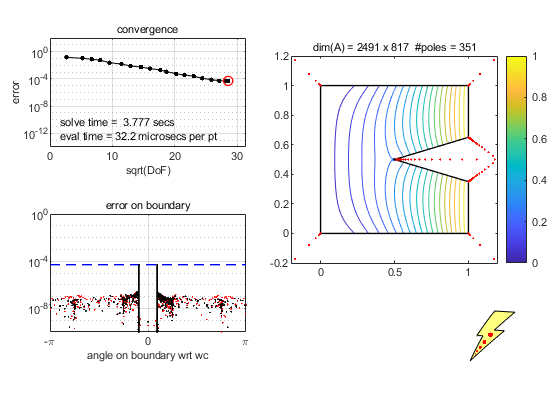 convergence
10^0
10^-4
10^-8
10^-12
error
solve time = 3.777 secs
eval time = 32.2 microsecs per pt
0
10
20
30
sqrt(DoF)
error on boundary
10^0
10^-4
10^-8
-π
0
π
angle on boundary wrt wc
dim(A) = 2491 x 817 #poles = 351
1.2
1
0.8
0.6
0.4
0.2
0
-0.2
0
0.5
1
1
0.8
0.6
0.4
0.2
0